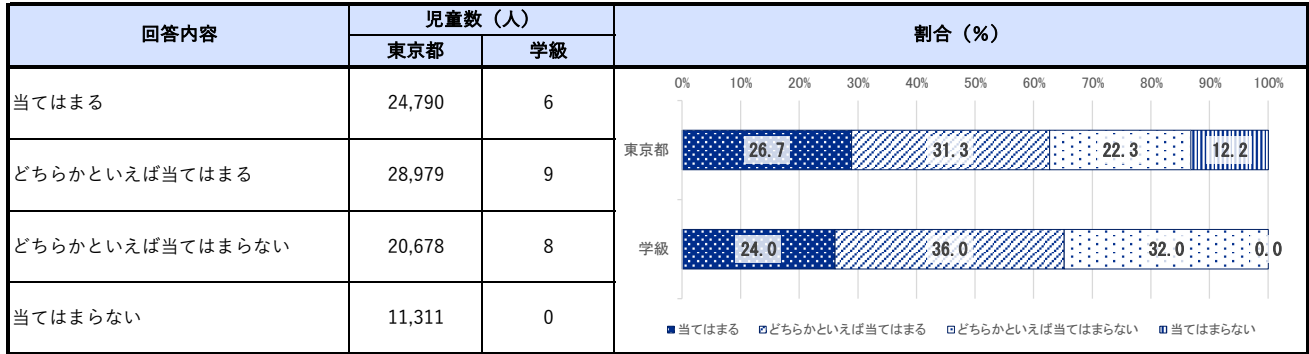 回答内容
児童数（人）
割合（%）
東京都
学級
当てはまる
24,790
6
どちらかといえば当てはまる
28,979
9
どちらかといえば当てはまらない
20,678
8
当てはまらない
11,311
0
0%
10%
20%
30%
40%
50%
60%
70%
80%
90%
100%
東京都
26.7
31.3
22.3
12.2
学級
24.0
36.0
32.0
0.0
当てはまる
どちらかといえば当てはまる
どちらかといえば当てはまらない
当てはまらない